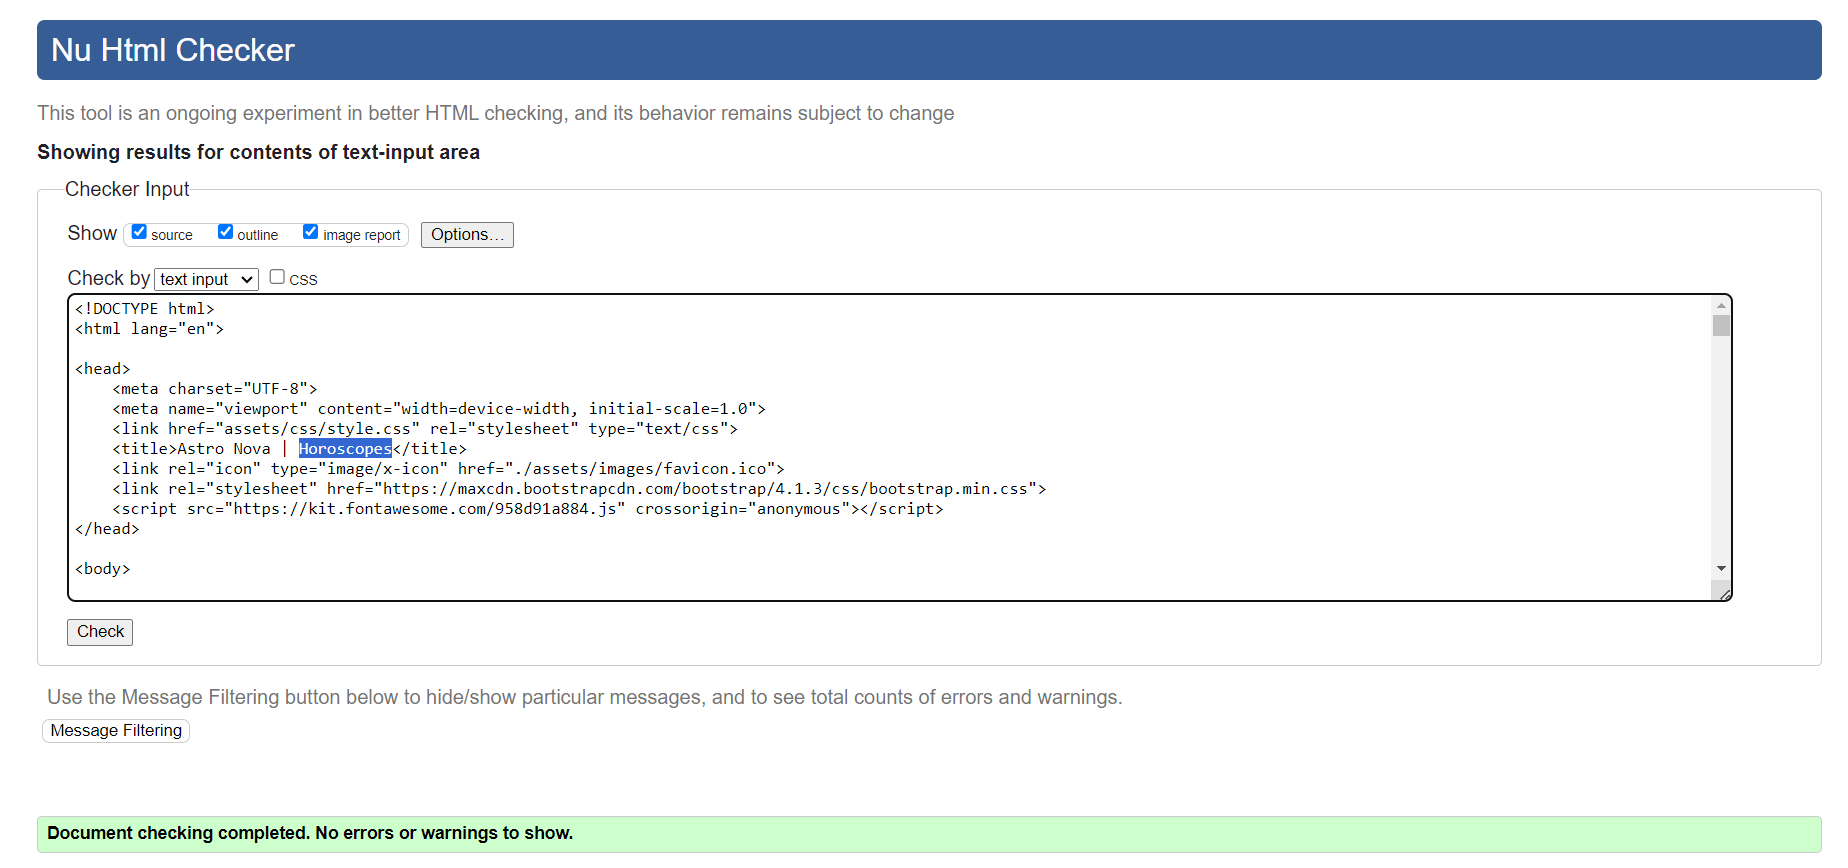 Nu Html Checker
This tool is an ongoing experiment in better HTML checking, and its behavior remains subject to change
Showing results for contents of text-input area
Checker Input
Show source outline image report Options...
Check by text input CSS
<!DOCTYPE html>
<html lang="en">
<head>
    <meta charset="UTF-8">
    <meta name="viewport" content="width=device-width, initial-scale=1.0">
    <link href="assets/css/style.css" rel="stylesheet" type="text/css">
    <title>Astro Nova | Horoscopes</title>
    <link rel="icon" type="image/x-icon" href="./assets/images/favicon.ico">
    <link rel="stylesheet" href="https://maxcdn.bootstrapcdn.com/bootstrap/4.1.3/css/bootstrap.min.css">
    <script src="https://kit.fontawesome.com/958d91a884.js" crossorigin="anonymous"></script>
</head>
<body>
Check
Use the Message Filtering button below to hide/show particular messages, and to see total counts of errors and warnings.
Message Filtering
Document checking completed. No errors or warnings to show.